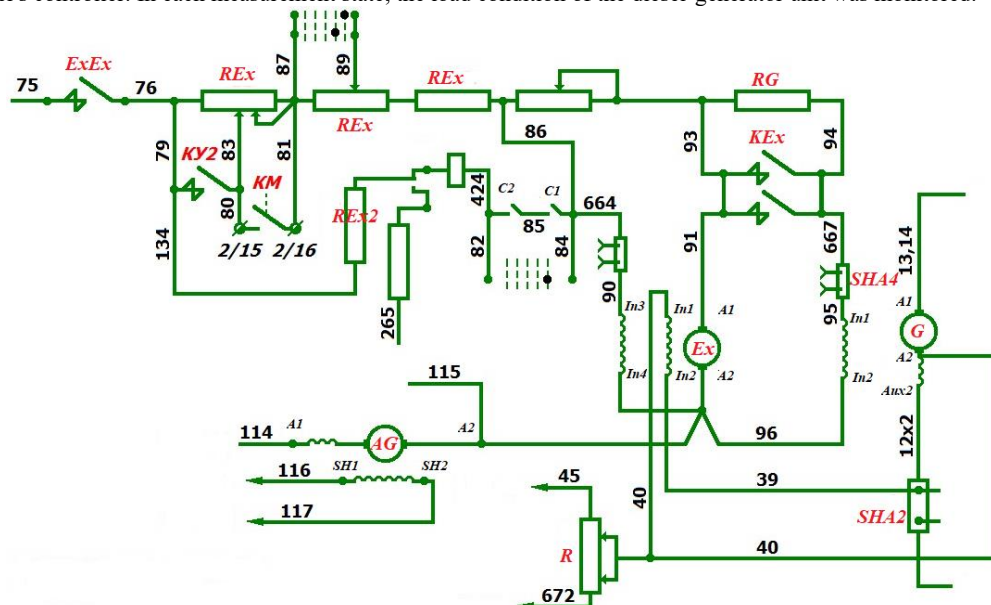 75
ExEx
76
REx
87
89
REx
REx
RG
79
КУ2
83
KM
81
86
93
KEx
94
80
134
2/15
2/16
REx2
424
C2
C1
85
82
84
664
91
667
13,14
265
90
SHA4
95
In3
In4
In1
In2
A1
Ex
A2
In1
In2
A1
G
A2
Aux2
12x2
115
114
A1
AG
A2
96
116
SH1
SH2
117
45
40
39
SHA2
R
40
672